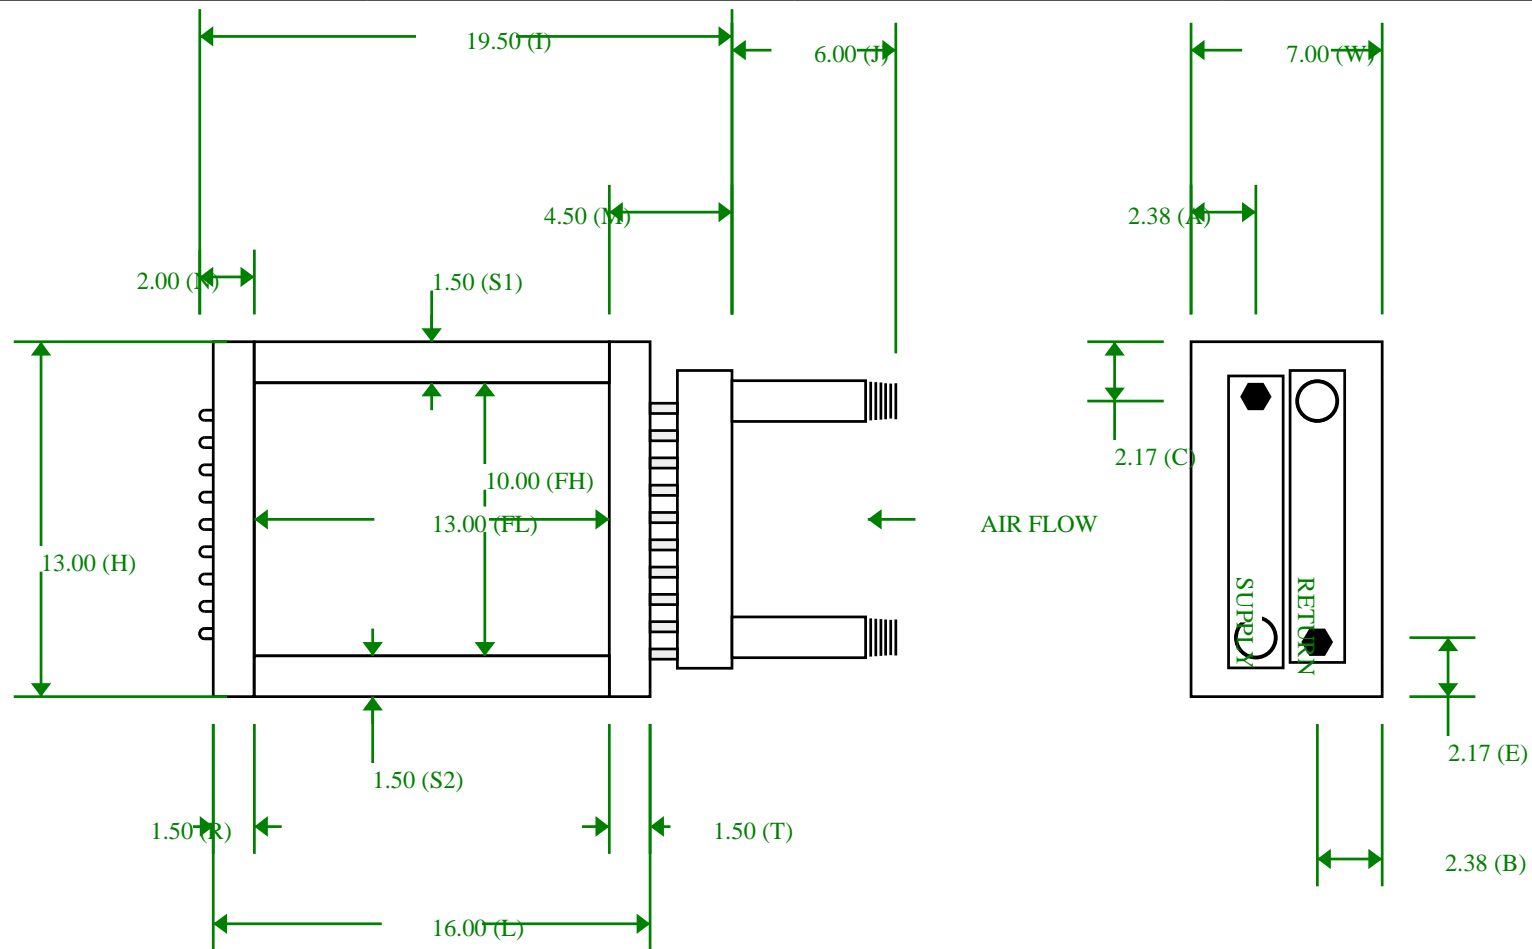 19.50 (I)
6.00 (J)
7.00 (W)
4.50 (M)
2.38 (A)
2.00 (N)
1.50 (S1)
2.17 (C)
10.00 (FH)
13.00 (FL)
AIR FLOW
13.00 (H)
SUPPLY
RETURN
2.17 (E)
1.50 (S2)
1.50 (R)
1.50 (T)
2.38 (B)
16.00 (L)